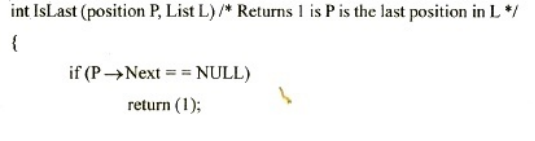 int IsLast (position P, List L) /* Returns 1 is P is the last position in L */
{
if (P→Next = = NULL)
return (1);